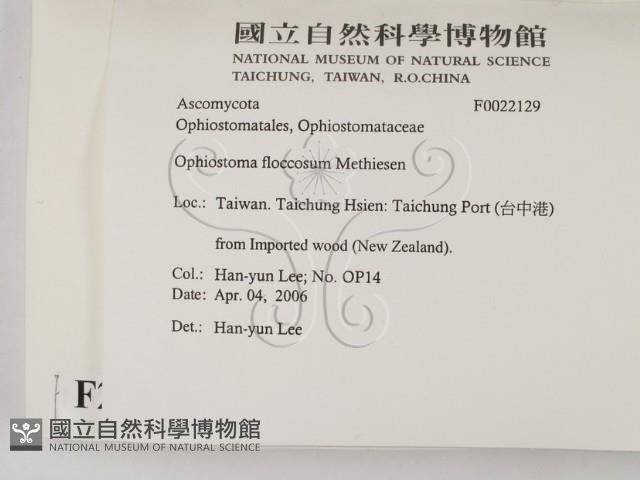 國立自然科學博物館
NATIONAL MUSEUM OF NATURAL SCIENCE
TAICHUNG, TAIWAN, R.O.CHINA
Ascomycota F0022129
Ophiostomatales, Ophiostomataceae
Ophiostoma floccosum Methiesen
Loc.: Taiwan. Taichung Hsien: Taichung Port (台中港)
from Imported wood (New Zealand).
Col.: Han-yun Lee; No. OP14
Date: Apr. 04, 2006
Det.: Han-yun Lee
國立自然科學博物館
NATIONAL MUSEUM OF NATURAL SCIENCE